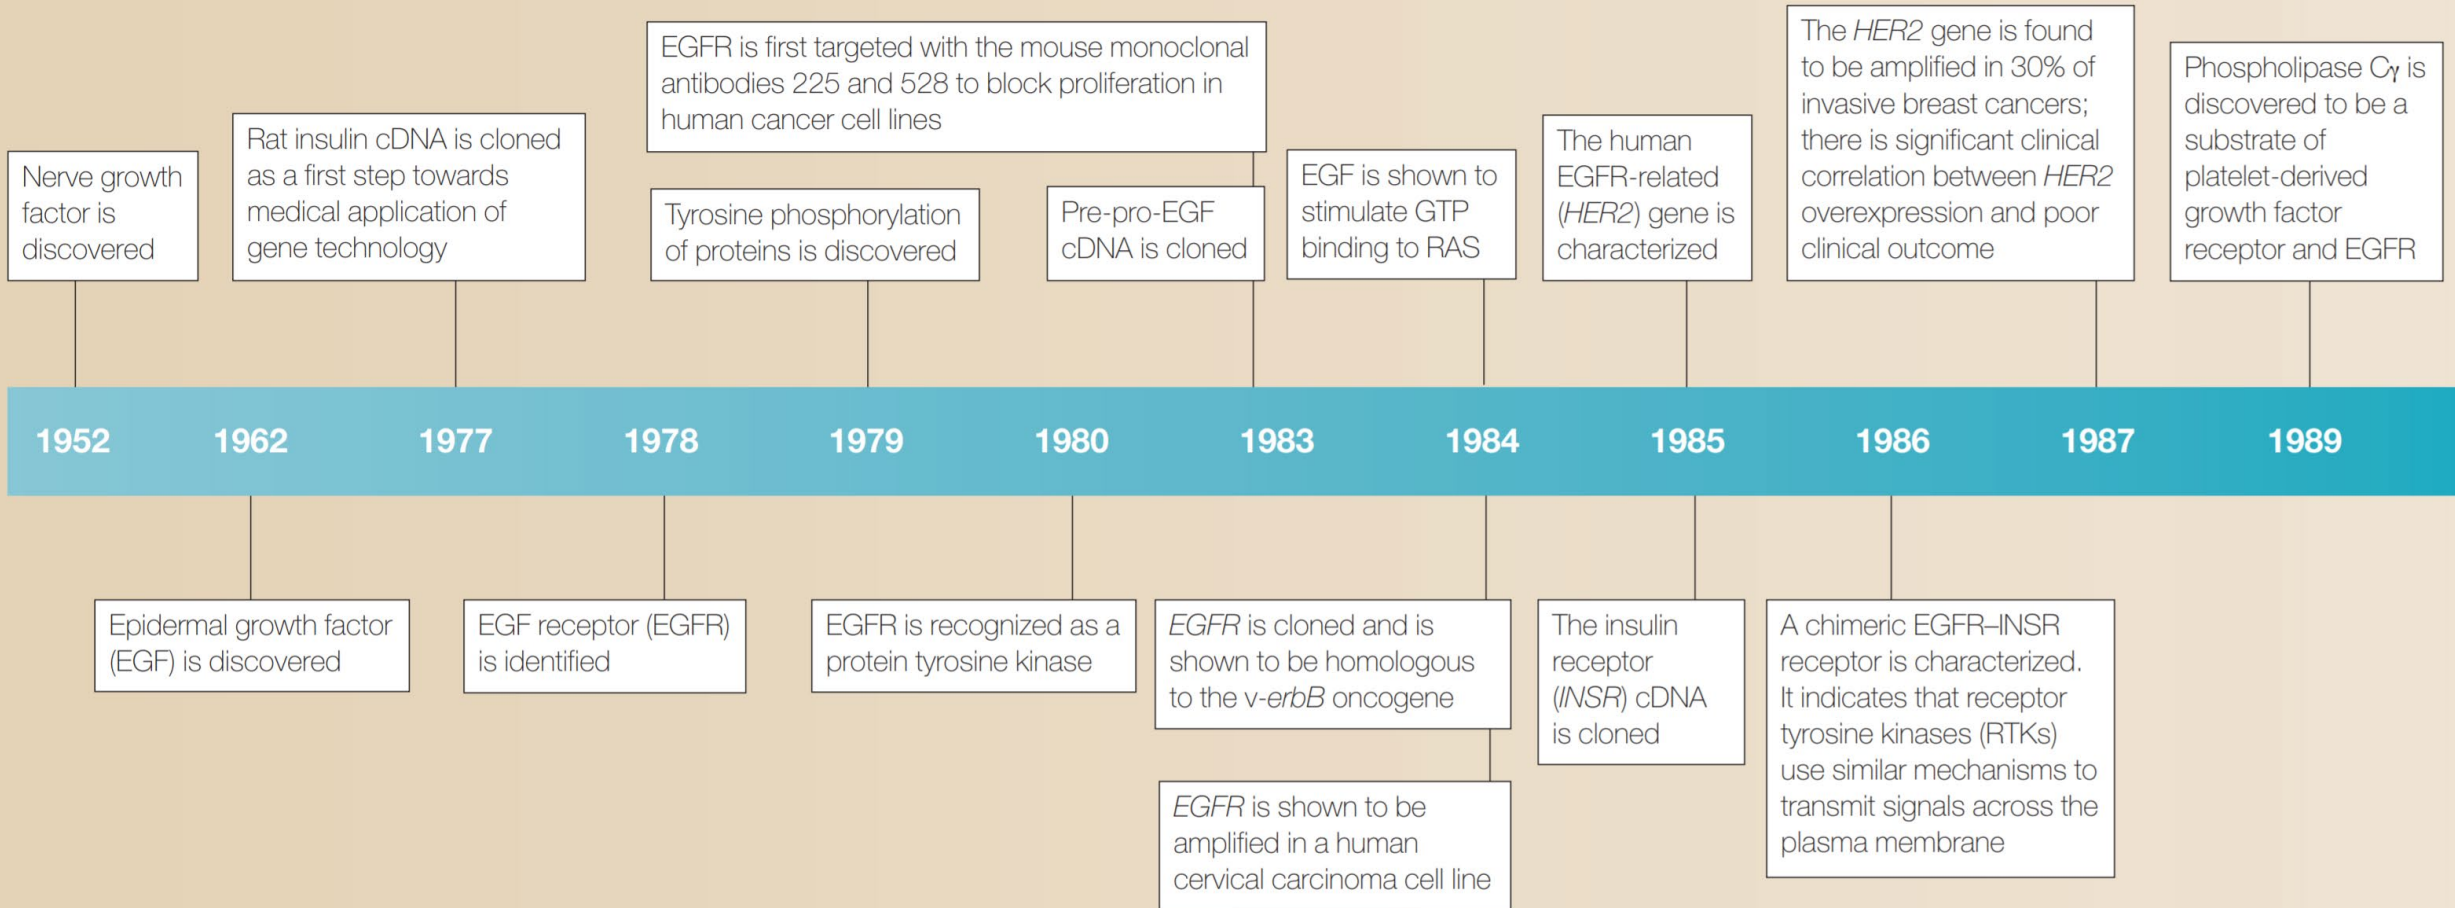 EGFR is first targeted with the mouse monoclonal
antibodies 225 and 528 to block proliferation in
human cancer cell lines
The HER2 gene is found
to be amplified in 30% of
invasive breast cancers;
there is significant clinical
correlation between HER2
overexpression and poor
clinical outcome
Phospholipase Cγ is
discovered to be a
substrate of
platelet-derived
growth factor
receptor and EGFR
Nerve growth
factor is
discovered
Rat insulin cDNA is cloned
as a first step towards
medical application of
gene technology
Tyrosine phosphorylation
of proteins is discovered
Pre-pro-EGF
cDNA is cloned
EGF is shown to
stimulate GTP
binding to RAS
The human
EGFR-related
(HER2) gene is
characterized
1952 1962 1977 1978 1979 1980 1983 1984 1985 1986 1987 1989
Epidermal growth factor
(EGF) is discovered
EGF receptor (EGFR)
is identified
EGFR is recognized as a
protein tyrosine kinase
EGFR is cloned and is
shown to be homologous
to the v-erbB oncogene
EGFR is shown to be
amplified in a human
cervical carcinoma cell line
The insulin
receptor
(INSR) cDNA
is cloned
A chimeric EGFR–INSR
receptor is characterized.
It indicates that receptor
tyrosine kinases (RTKs)
use similar mechanisms to
transmit signals across the
plasma membrane